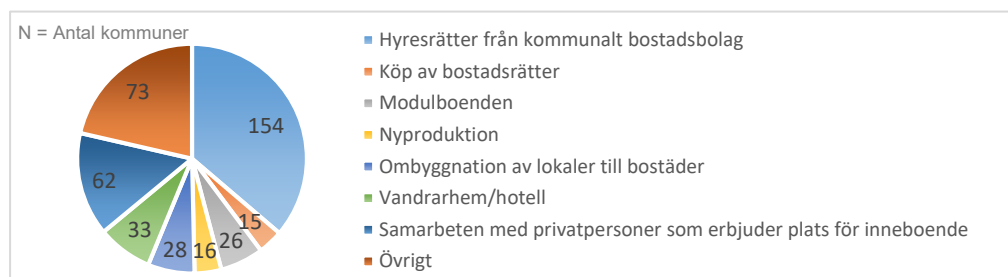 N = Antal kommuner
73
154
62
33
28
16
26
15
Hyresrätter från kommunalt bostadsbolag
Köp av bostadsrätter
Modulboenden
Nyproduktion
Ombyggnation av lokaler till bostäder
Vandrarhem/hotell
Samarbeten med privatpersoner som erbjuder plats för inneboende
Övrigt